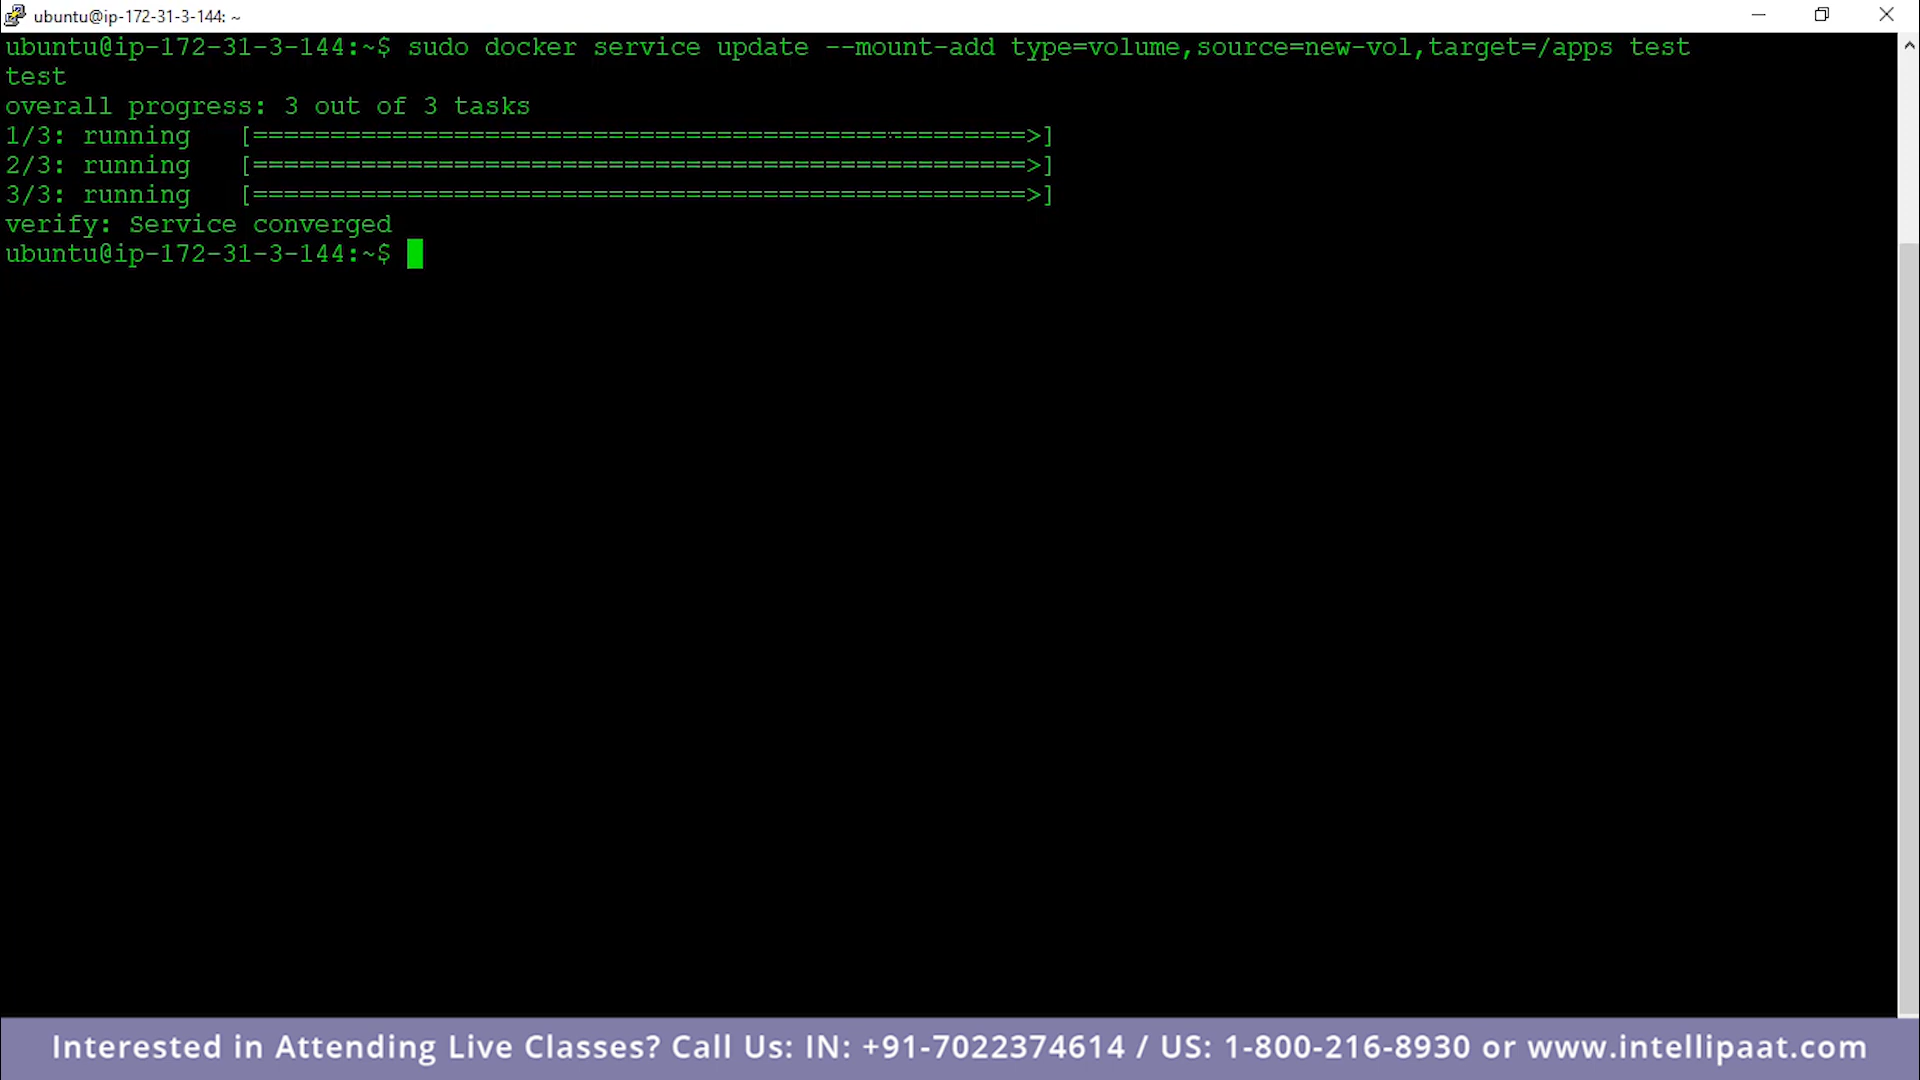 ubuntu@ip-172-31-3-144: ~
ubuntu@ip-172-31-3-144:~$ sudo docker service update --mount-add type=volume,source=new-vol,target=/apps test
test
overall progress: 3 out of 3 tasks
1/3: running   [==================================================>]
2/3: running   [==================================================>]
3/3: running   [==================================================>]
verify: Service converged
ubuntu@ip-172-31-3-144:~$
Interested in Attending Live Classes? Call Us: IN: +91-7022374614 / US: 1-800-216-8930 or www.intellipaat.com